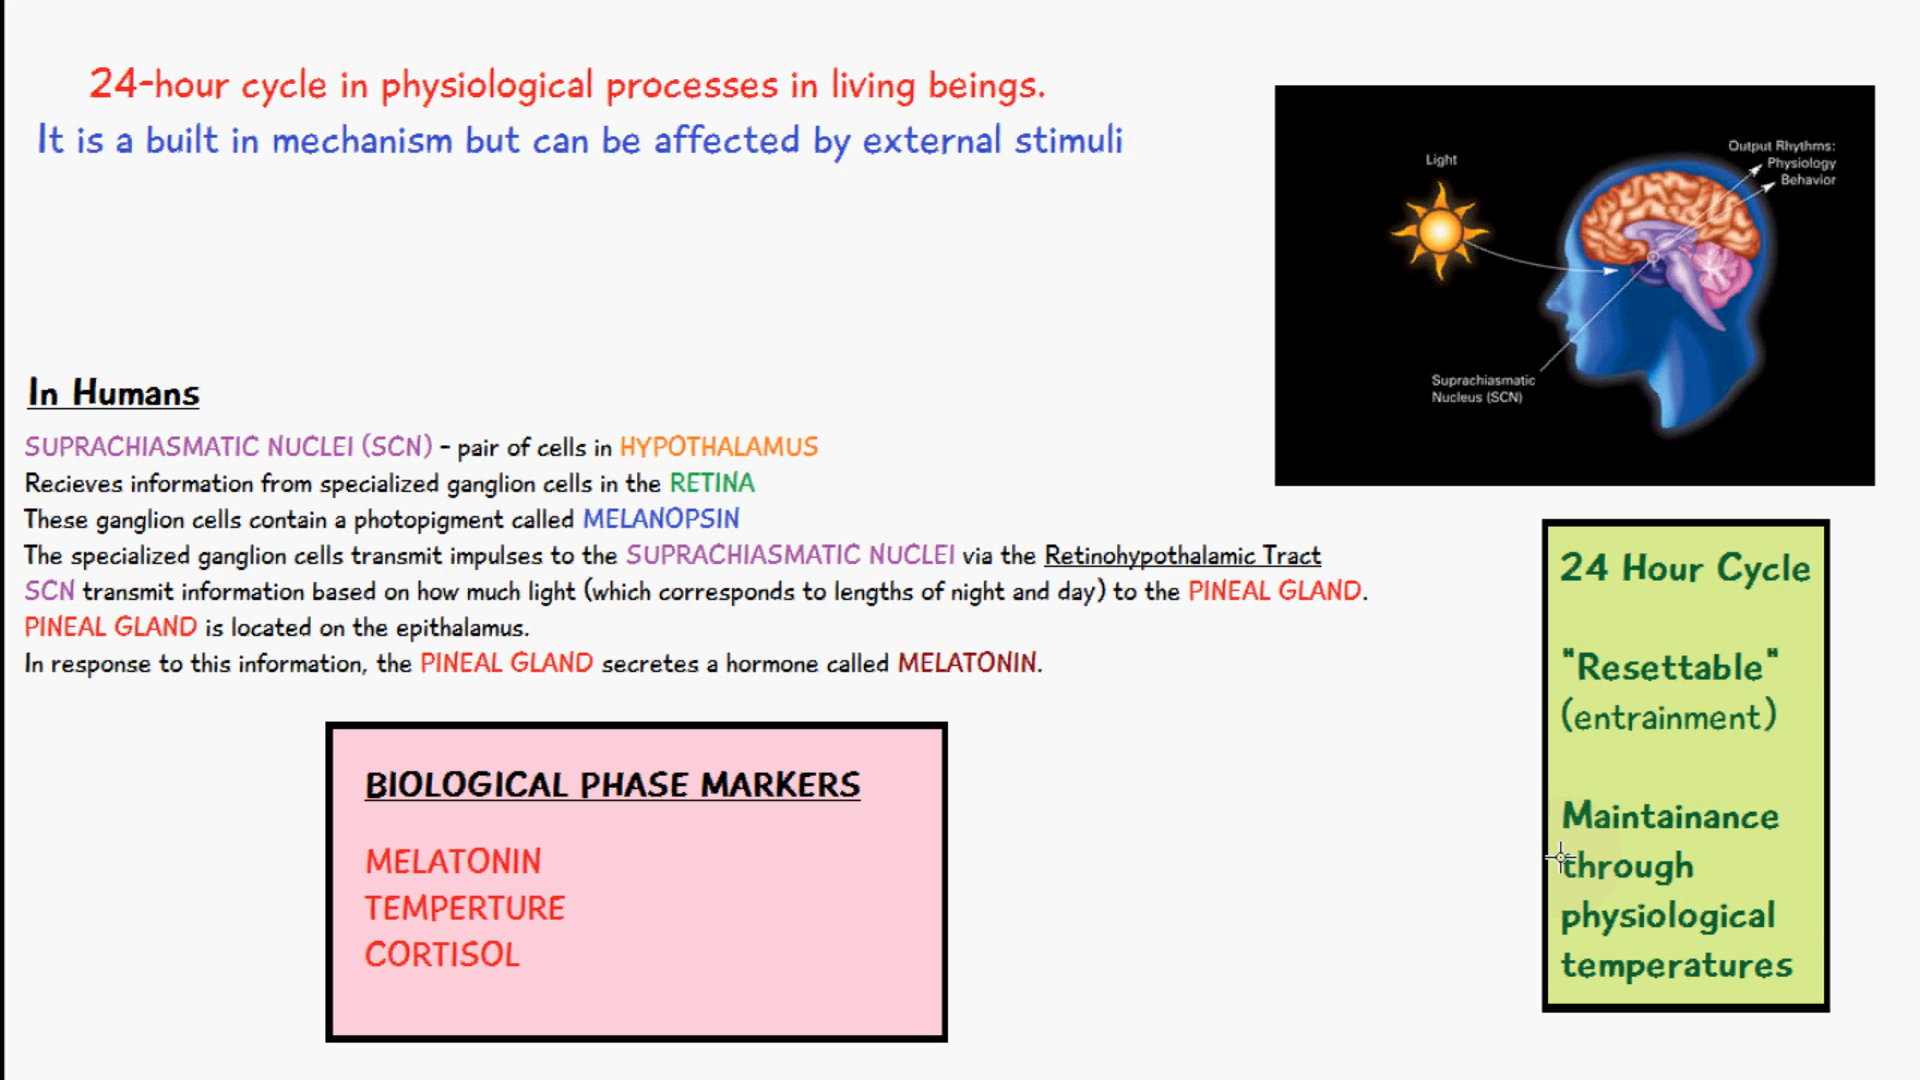 24-hour cycle in physiological processes in living beings.
It is a built in mechanism but can be affected by external stimuli
Light
Output Rhythms:
Physiology
Behavior
Suprachiasmatic
Nucleus (SCN)
In Humans
SUPRACHIASMATIC NUCLEI (SCN) - pair of cells in HYPOTHALAMUS
Recieves information from specialized ganglion cells in the RETINA
These ganglion cells contain a photopigment called MELANOPSIN
The specialized ganglion cells transmit impulses to the SUPRACHIASMATIC NUCLEI via the Retinohypothalamic Tract
SCN transmit information based on how much light (which corresponds to lengths of night and day) to the PINEAL GLAND.
PINEAL GLAND is located on the epithalamus.
In response to this information, the PINEAL GLAND secretes a hormone called MELATONIN.
BIOLOGICAL PHASE MARKERS
MELATONIN
TEMPERTURE
CORTISOL
24 Hour Cycle
"Resettable"
(entrainment)
Maintainance
through
physiological
temperatures